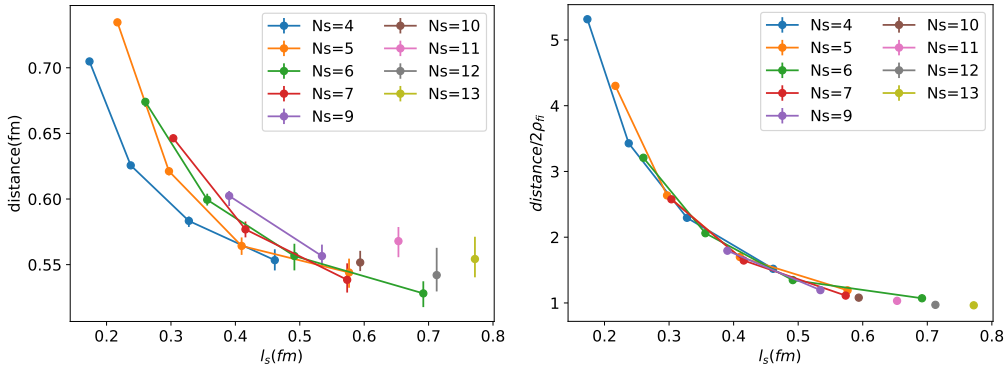 distance(fm)
0.70
0.65
0.60
0.55
0.2 0.3 0.4 0.5 0.6 0.7 0.8
l_s(fm)
Ns=4
Ns=5
Ns=6
Ns=7
Ns=9
Ns=10
Ns=11
Ns=12
Ns=13
distance/2ρ_fi
5
4
3
2
1
0.2 0.3 0.4 0.5 0.6 0.7 0.8
l_s(fm)
Ns=4
Ns=5
Ns=6
Ns=7
Ns=9
Ns=10
Ns=11
Ns=12
Ns=13